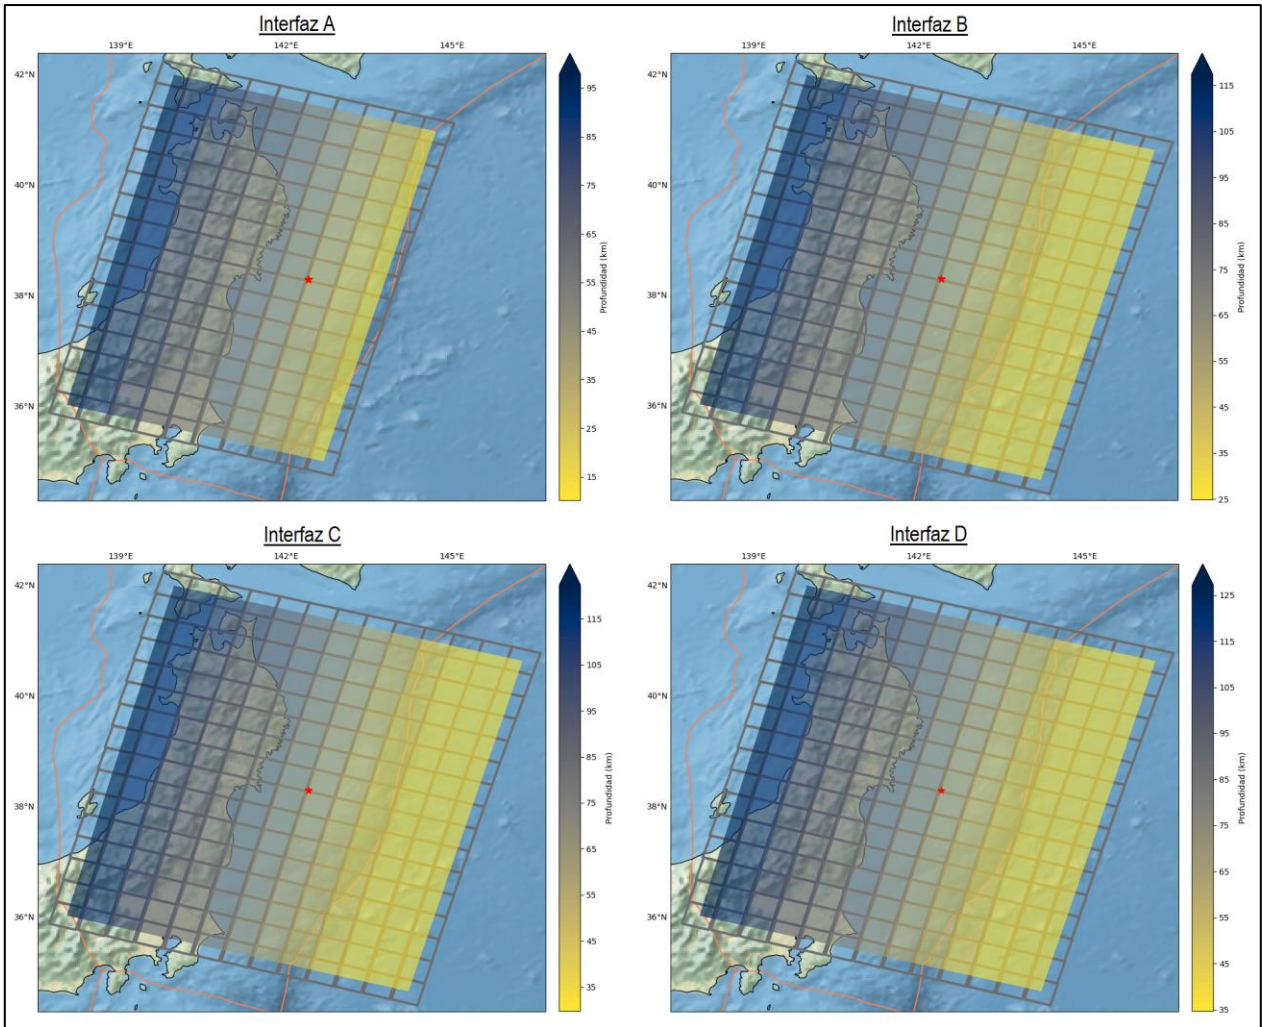 Interfaz A
139°E 142°E 145°E
42°N
40°N
38°N
36°N
95
85
75
65
55
45
35
25
15
Profundidad (km)
Interfaz B
139°E 142°E 145°E
42°N
40°N
38°N
36°N
115
105
95
85
75
65
55
45
35
25
Profundidad (km)
Interfaz C
139°E 142°E 145°E
42°N
40°N
38°N
36°N
115
105
95
85
75
65
55
45
35
Profundidad (km)
Interfaz D
139°E 142°E 145°E
42°N
40°N
38°N
36°N
125
115
105
95
85
75
65
55
45
35
Profundidad (km)